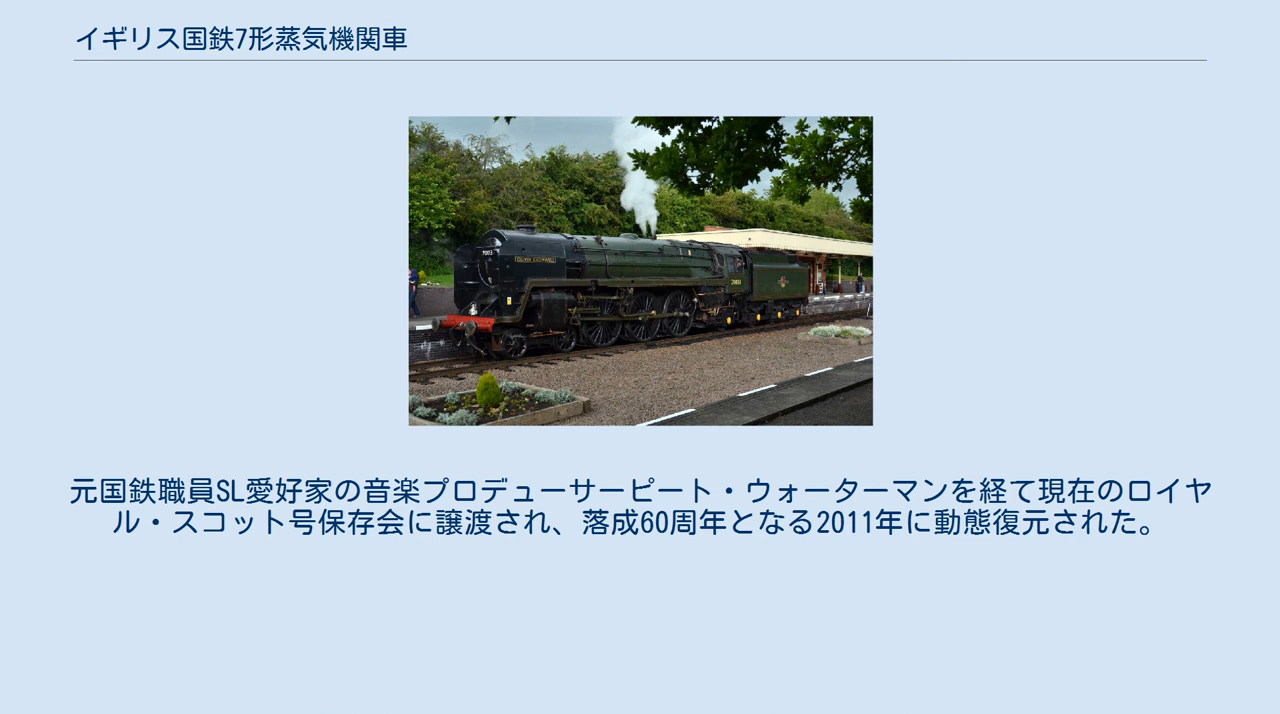 イギリス国鉄7形蒸気機関車
70013
OLIVER CROMWELL
70013
元国鉄職員SL愛好家の音楽プロデューサーピート・ウォーターマンを経て現在のロイヤ
ル・スコット号保存会に譲渡され、落成60周年となる2011年に動態復元された。